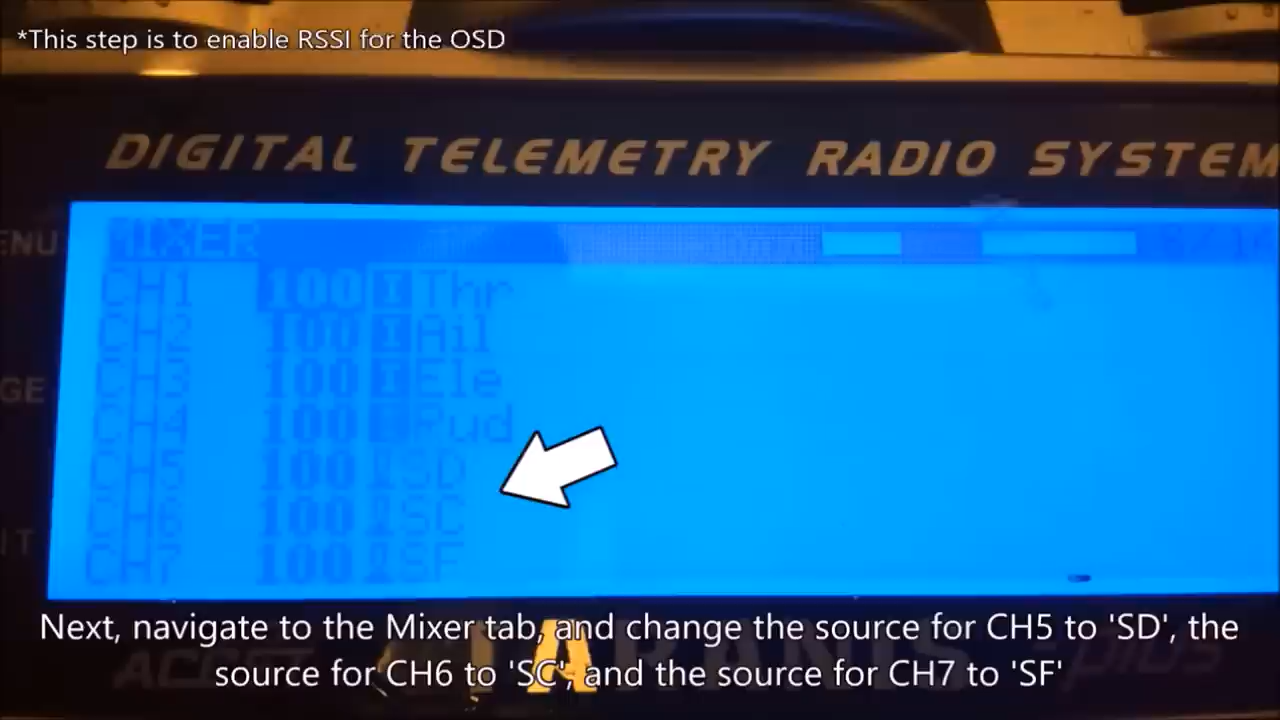 *This step is to enable RSSI for the OSD
DIGITAL TELEMETRY RADIO SYSTEM
MIXER
CH1 100 I Thr
CH2 100 I Ail
CH3 100 I Ele
CH4 100 I Rud
CH5 100 SD
CH6 100 SC
CH7 100 SF
Next, navigate to the Mixer tab, and change the source for CH5 to 'SD', the
source for CH6 to 'SC', and the source for CH7 to 'SF'
TARANIS plus